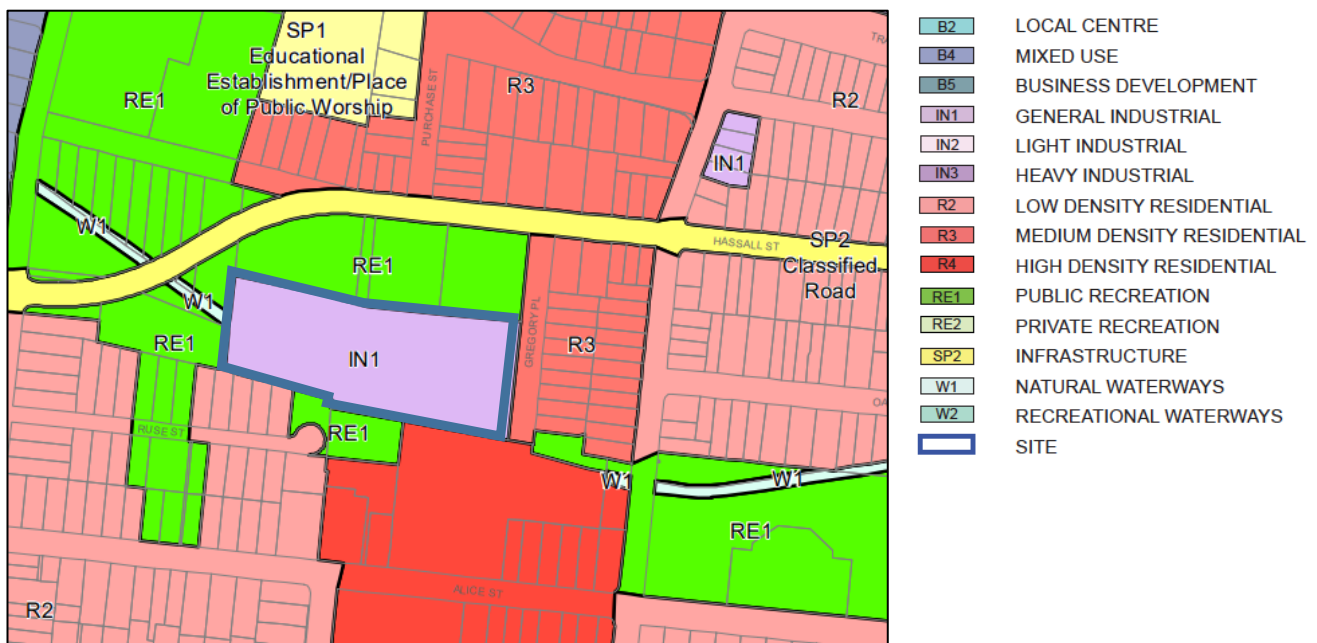 SP1
Educational
Establishment/Place
of Public Worship
RE1
PURCHASE ST
R3
TRA
R2
IN1
W1
HASSALL ST
SP2
Classified
Road
RE1
W1
RE1
IN1
GREGORY PL
R3
OA
RUSE ST
RE1
W1
W1
RE1
ALICE ST
R2
B2 LOCAL CENTRE
B4 MIXED USE
B5 BUSINESS DEVELOPMENT
IN1 GENERAL INDUSTRIAL
IN2 LIGHT INDUSTRIAL
IN3 HEAVY INDUSTRIAL
R2 LOW DENSITY RESIDENTIAL
R3 MEDIUM DENSITY RESIDENTIAL
R4 HIGH DENSITY RESIDENTIAL
RE1 PUBLIC RECREATION
RE2 PRIVATE RECREATION
SP2 INFRASTRUCTURE
W1 NATURAL WATERWAYS
W2 RECREATIONAL WATERWAYS
SITE